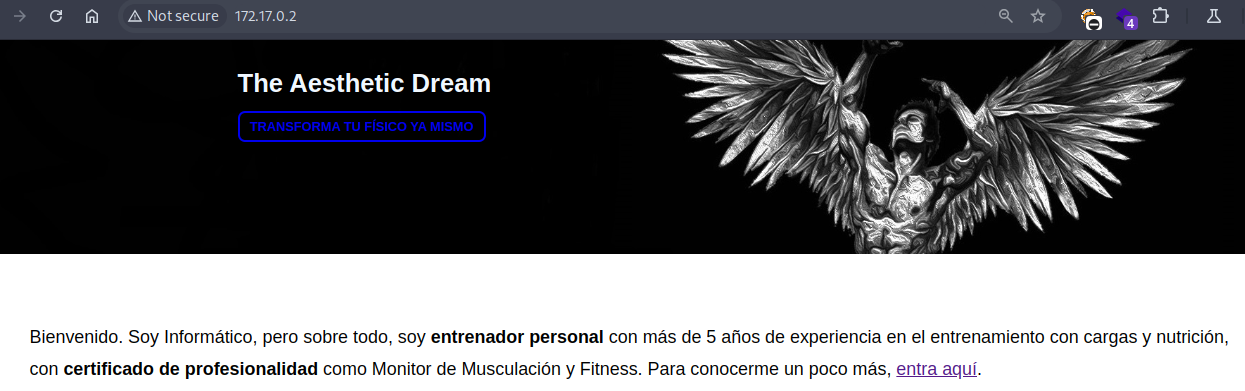 Not secure 172.17.0.2
4
The Aesthetic Dream
TRANSFORMA TU FÍSICO YA MISMO
Bienvenido. Soy Informático, pero sobre todo, soy entrenador personal con más de 5 años de experiencia en el entrenamiento con cargas y nutrición,
con certificado de profesionalidad como Monitor de Musculación y Fitness. Para conocerme un poco más, entra aquí.